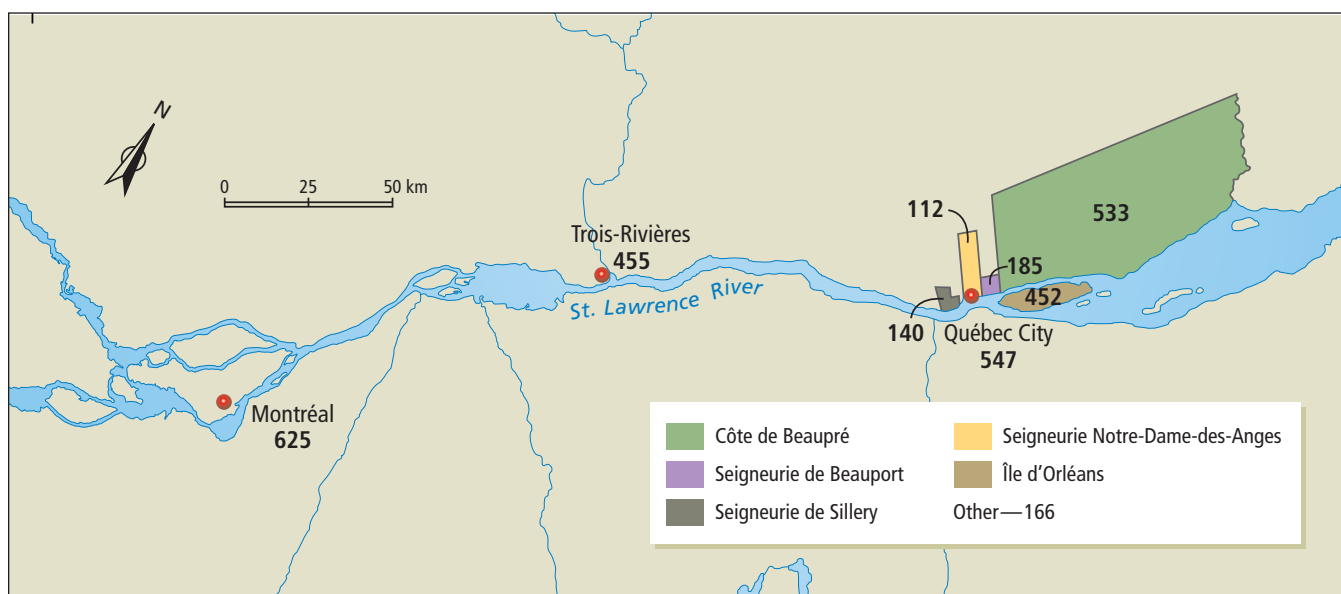 N
0 25 50 km
Trois-Rivières
455
St. Lawrence River
112
533
185
452
140
Québec City
547
Montréal
625
Côte de Beaupré
Seigneurie de Beauport
Seigneurie de Sillery
Seigneurie Notre-Dame-des-Anges
Île d'Orléans
Other—166